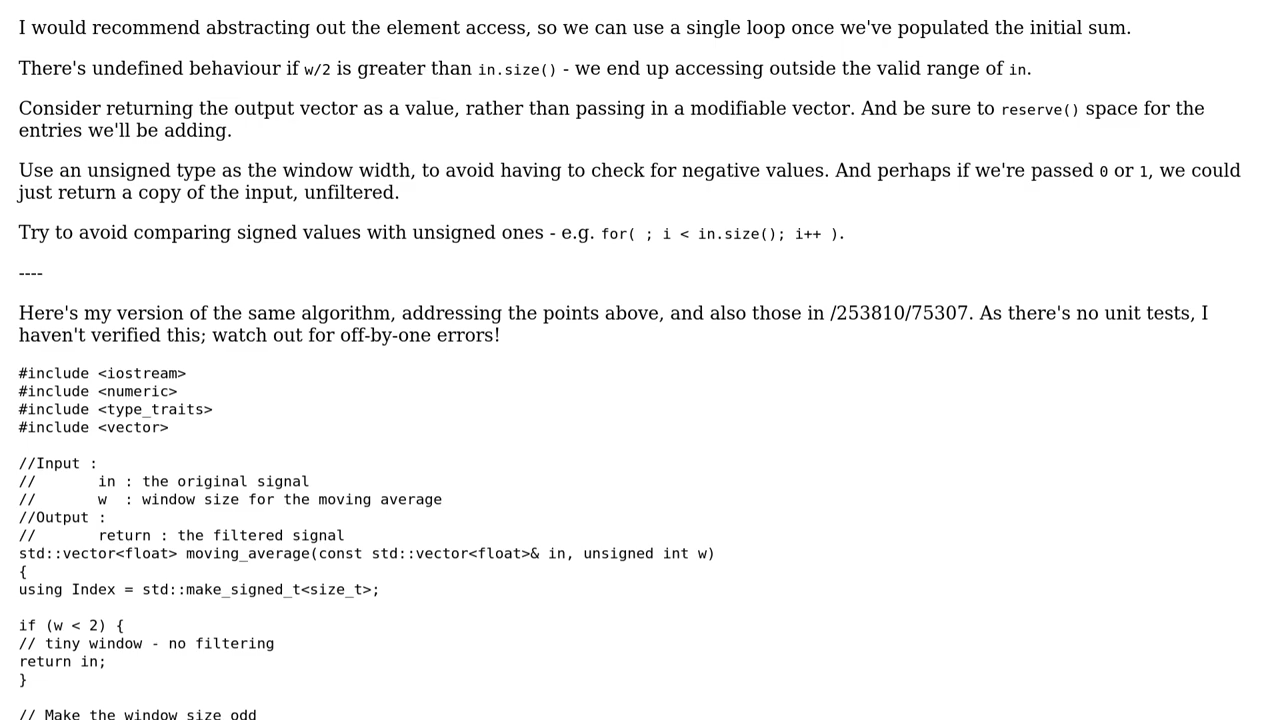 I would recommend abstracting out the element access, so we can use a single loop once we've populated the initial sum.
There's undefined behaviour if w/2 is greater than in.size() - we end up accessing outside the valid range of in.
Consider returning the output vector as a value, rather than passing in a modifiable vector. And be sure to reserve() space for the
entries we'll be adding.
Use an unsigned type as the window width, to avoid having to check for negative values. And perhaps if we're passed 0 or 1, we could
just return a copy of the input, unfiltered.
Try to avoid comparing signed values with unsigned ones - e.g. for( ; i < in.size(); i++ ).
----
Here's my version of the same algorithm, addressing the points above, and also those in /253810/75307. As there's no unit tests, I
haven't verified this; watch out for off-by-one errors!
#include <iostream>
#include <numeric>
#include <type_traits>
#include <vector>
//Input :
//       in : the original signal
//       w  : window size for the moving average
//Output :
//       return : the filtered signal
std::vector<float> moving_average(const std::vector<float>& in, unsigned int w)
{
using Index = std::make_signed_t<size_t>;
if (w < 2) {
// tiny window - no filtering
return in;
}
// Make the window size odd